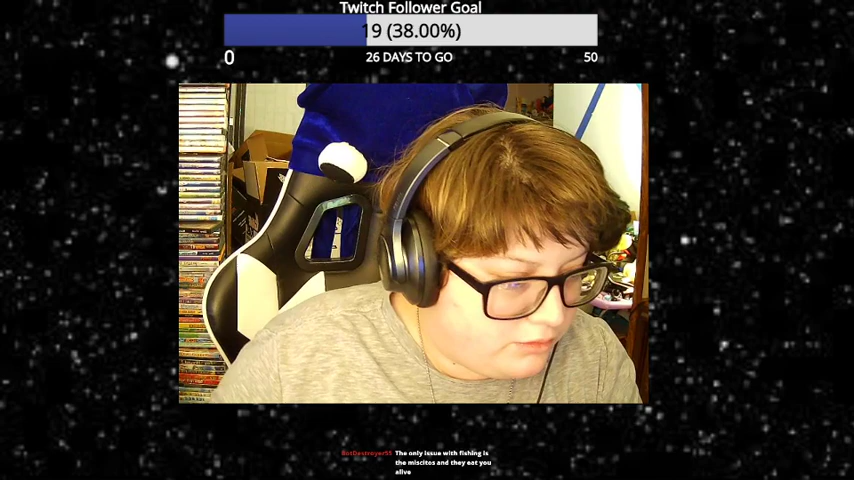 Twitch Follower Goal
19 (38.00%)
0 26 DAYS TO GO 50
BotDestroyer55 The only issue with fishing is
the miscitos and they eat you
alive